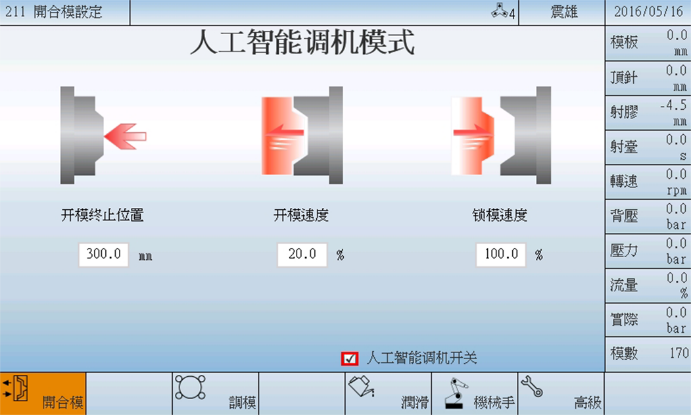 211 開合模設定
4
震雄
2016/05/16
人工智能调机模式
开模终止位置
开模速度
锁模速度
300.0 mm
20.0 %
100.0 %
人工智能调机开关
模板 0.0 mm
頂針 0.0 mm
射膠 -4.5 mm
射臺 0.0 s
轉速 0.0 rpm
背壓 0.0 bar
壓力 0.0 bar
流量 0.0 %
實際 0.0 bar
模數 170
開合模
調模
潤滑
機械手
高級